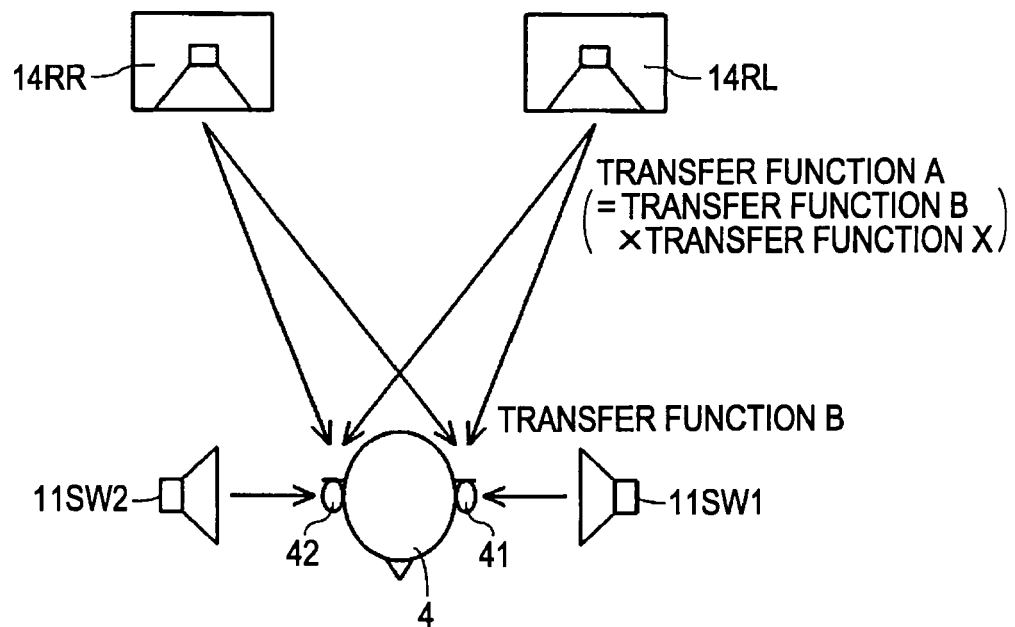 14RR
14RL
TRANSFER FUNCTION A
(= TRANSFER FUNCTION B
× TRANSFER FUNCTION X)
TRANSFER FUNCTION B
11SW2
42
41
11SW1
4